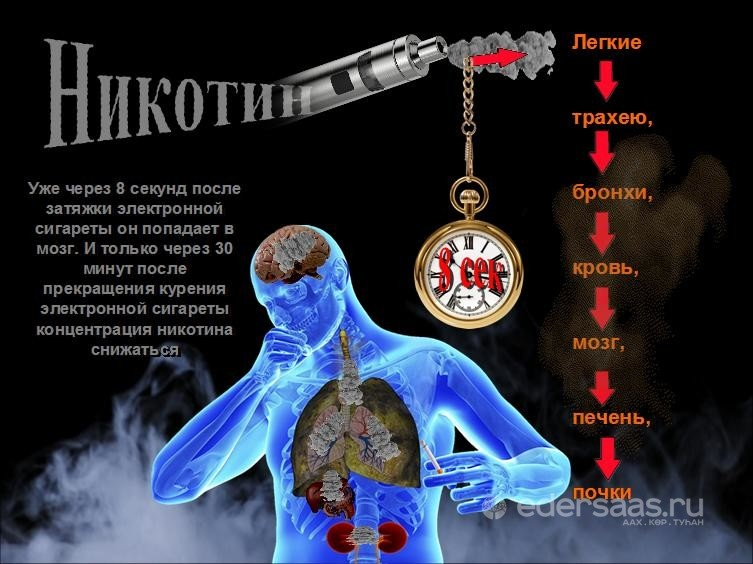 Никотин
Уже через 8 секунд после
затяжки электронной
сигареты он попадает в
мозг. И только через 30
минут после
прекращения курения
электронной сигареты
концентрация никотина
снижаться
8 сек
Легкие
трахею,
бронхи,
кровь,
мозг,
печень,
почки
edersaas.ru
ААХ . КӨР . ТУҺАН